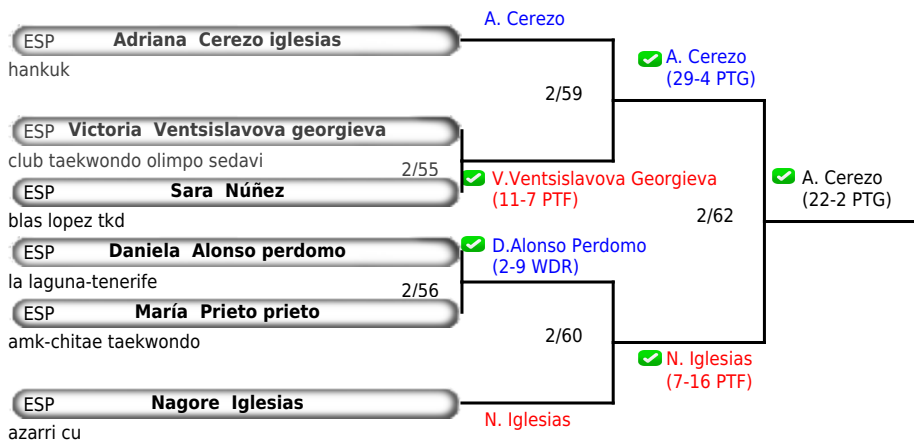 A. Cerezo
ESP Adriana Cerezo iglesias
hankuk
A. Cerezo
(29-4 PTG)
2/59
ESP Victoria Ventsislavova georgieva
club taekwondo olimpo sedavi
2/55
V.Ventsislavova Georgieva
(11-7 PTF)
ESP Sara Núñez
blas lopez tkd
A. Cerezo
(22-2 PTG)
2/62
ESP Daniela Alonso perdomo
la laguna-tenerife
D.Alonso Perdomo
(2-9 WDR)
2/56
ESP María Prieto prieto
amk-chitae taekwondo
2/60
N. Iglesias
(7-16 PTF)
ESP Nagore Iglesias
azarri cu
N. Iglesias